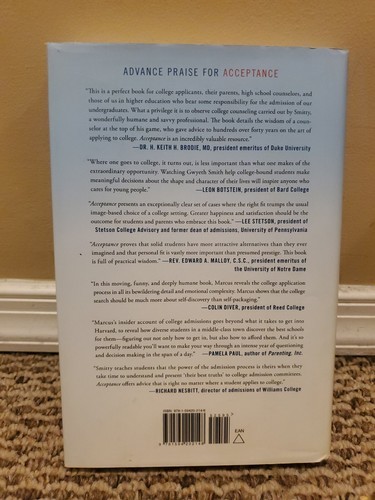 ADVANCE PRAISE FOR ACCEPTANCE
"This is a perfect book for college applicants, their parents, high school counselors, and
those of us in higher education who bear some responsibility for the admission of our
undergraduates. What a privilege it is to observe college counseling carried out by Smitty,
a wonderfully humane and savvy professional. The book details the wisdom of a coun-
selor at the top of his game, who gave advice to hundreds over forty years on the art of
applying to college. Acceptance is an incredibly valuable resource."
—DR. H. KEITH H. BRODIE, MD, president emeritus of Duke University
"Where one goes to college, it turns out, is less important than what one makes of the
extraordinary opportunity. Watching Gwyeth Smith help college-bound students make
meaningful decisions about the shape and character of their lives will inspire anyone
who cares for young people." —LEON BOTSTEIN, president of Bard College
"Acceptance presents an exceptionally clear set of cases where the right fit trumps the usual
image-based choice of a college setting. Greater happiness and satisfaction should be the
outcome for students and parents who embrace this book." —LEE STETSON, president of
Stetson College Advisory and former dean of admissions, University of Pennsylvania
"Acceptance proves that solid students have more attractive alternatives than they ever
imagined and that personal fit is vastly more important than presumed prestige. This
book is full of practical wisdom." —REV. EDWARD A. MALLOY, C.S.C., president emeritus of
the University of Notre Dame
"In this moving, funny, and deeply humane book, Marcus reveals the college application
process in all its bewildering detail and emotional complexity. Marcus shows that the college
search should be much more about self-discovery than self-packaging."
—COLIN DIVER, president of Reed College
"Marcus's insider account of college admissions goes beyond what it takes to get into
Harvard, to reveal how diverse students in a middle-class town discover the best schools
for them—figuring out not only how to get in, but also how to afford them. And it's so
powerfully readable you'll want to make your way through an intense year of questioning
and decision making in the span of a day." —PAMELA PAUL, author of Parenting, Inc.
"Smitty teaches students that the power of the admission process is theirs when they
take time to understand and present 'their best truths' to college admission committees.
Acceptance offers advice that is right no matter where a student applies to college."
—RICHARD NESBITT, director of admissions of Williams College
EAN